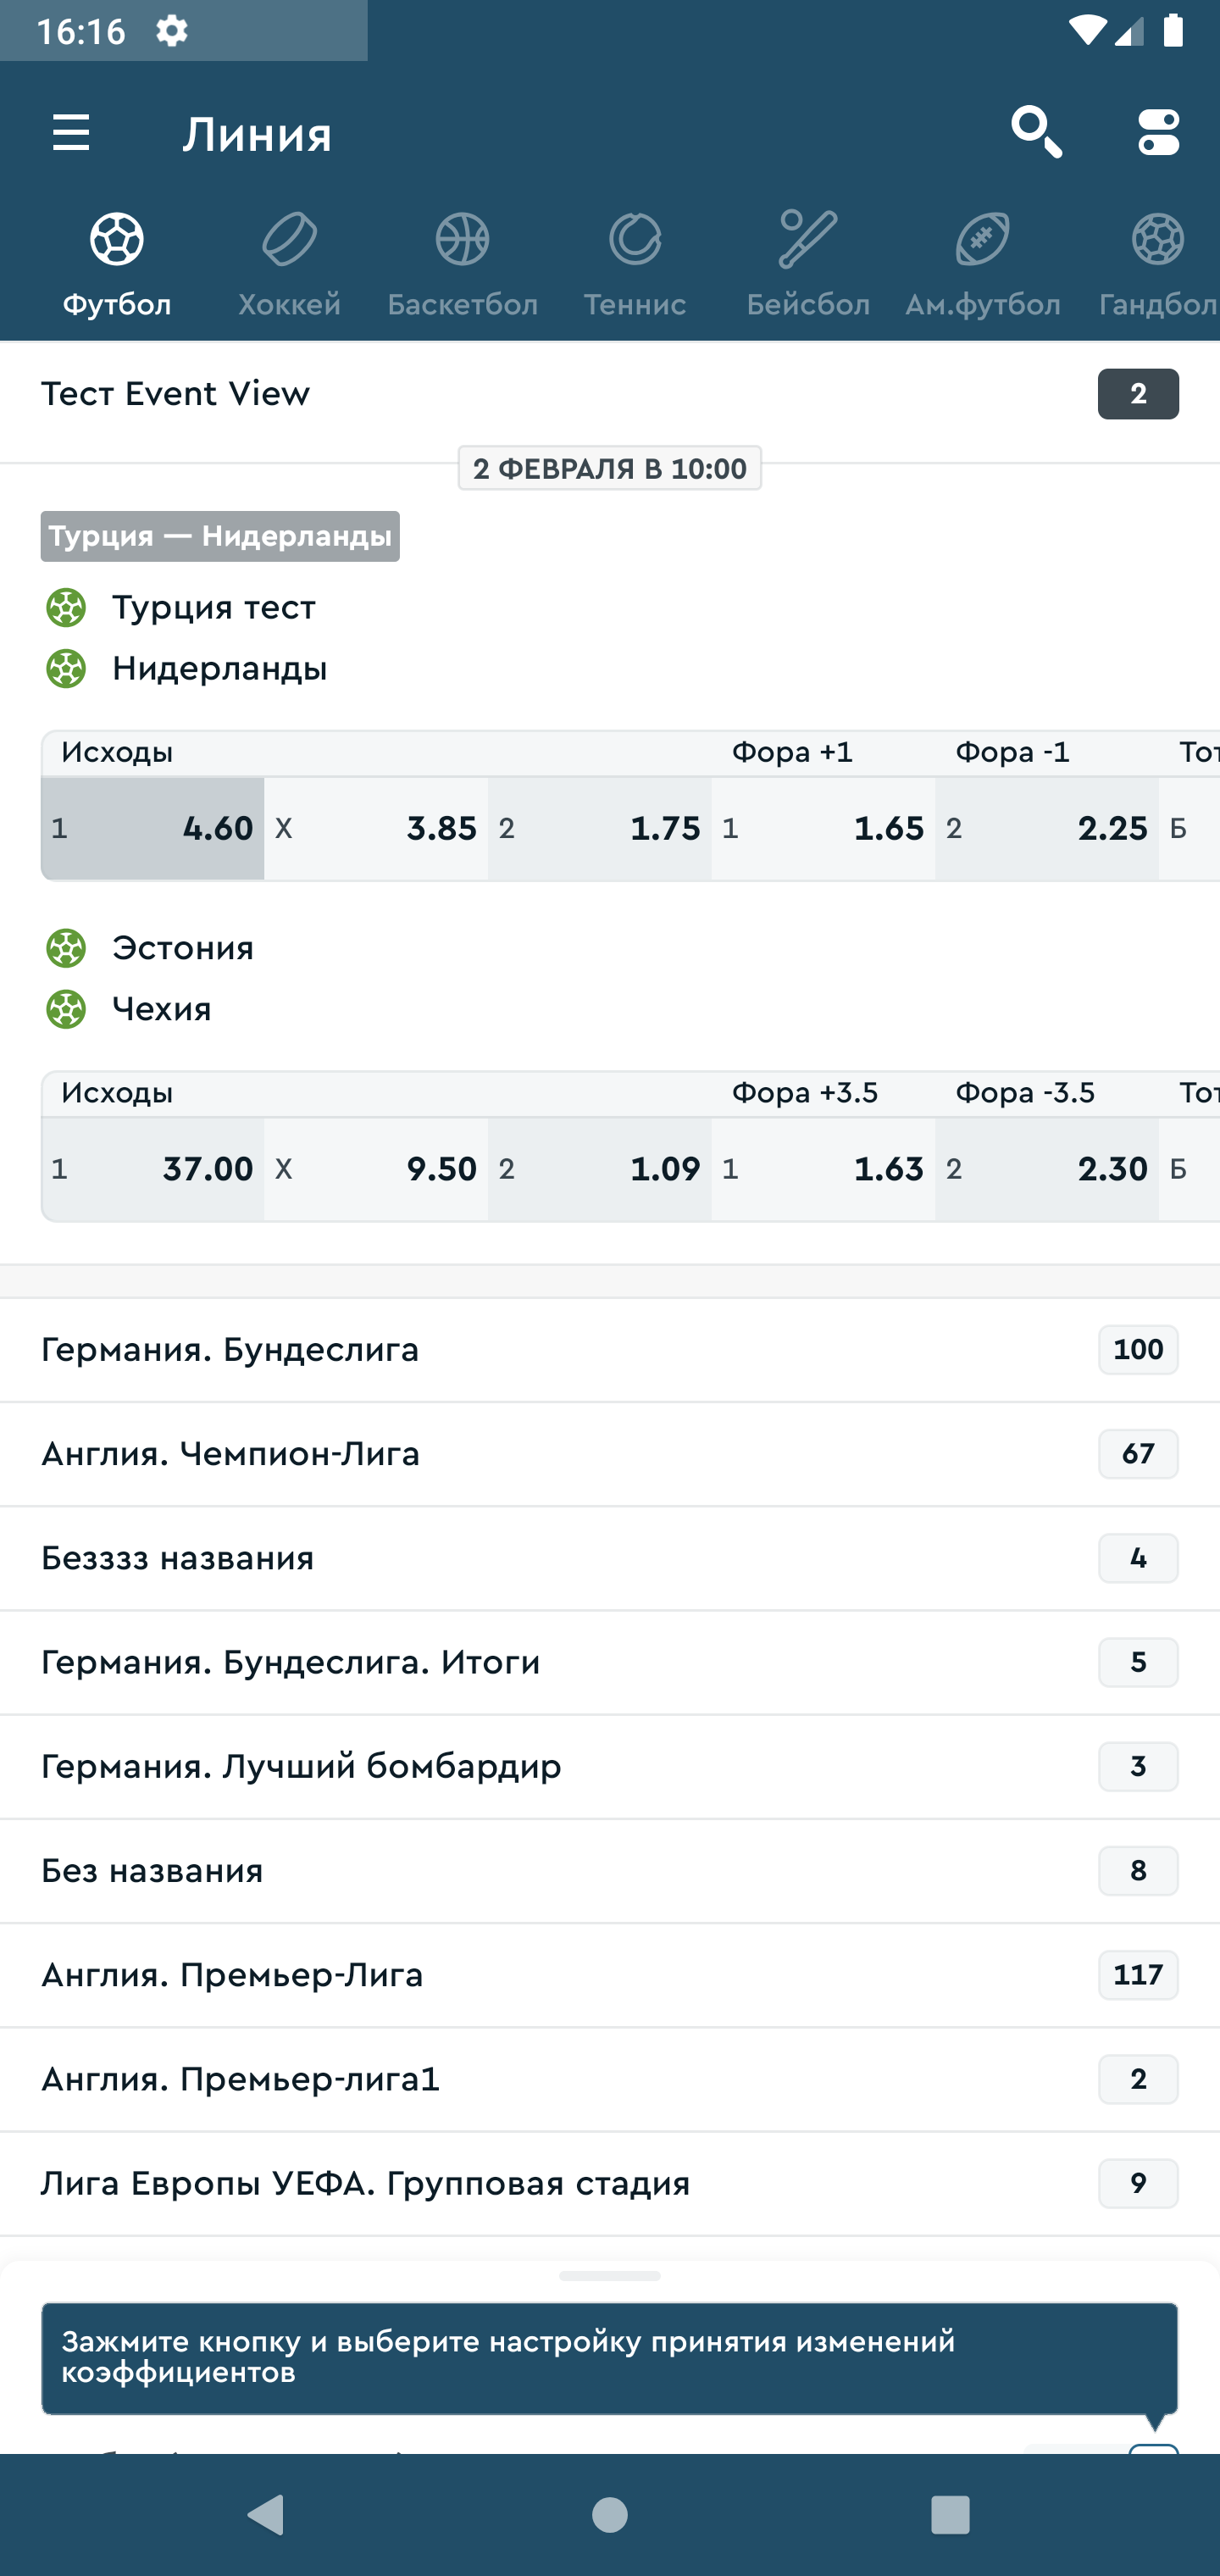 16:16
Линия
Футбол Хоккей Баскетбол Теннис Бейсбол Ам.футбол Гандбол
Тест Event View 2
2 ФЕВРАЛЯ В 10:00
Турция — Нидерланды
Турция тест
Нидерланды
Исходы Фора +1 Фора -1
1 4.60 X 3.85 2 1.75 1 1.65 2 2.25 Б
Эстония
Чехия
Исходы Фора +3.5 Фора -3.5
1 37.00 X 9.50 2 1.09 1 1.63 2 2.30 Б
Германия. Бундеслига 100
Англия. Чемпион-Лига 67
Безззз названия 4
Германия. Бундеслига. Итоги 5
Германия. Лучший бомбардир 3
Без названия 8
Англия. Премьер-Лига 117
Англия. Премьер-лига1 2
Лига Европы УЕФА. Групповая стадия 9
Зажмите кнопку и выберите настройку принятия изменений
коэффициентов